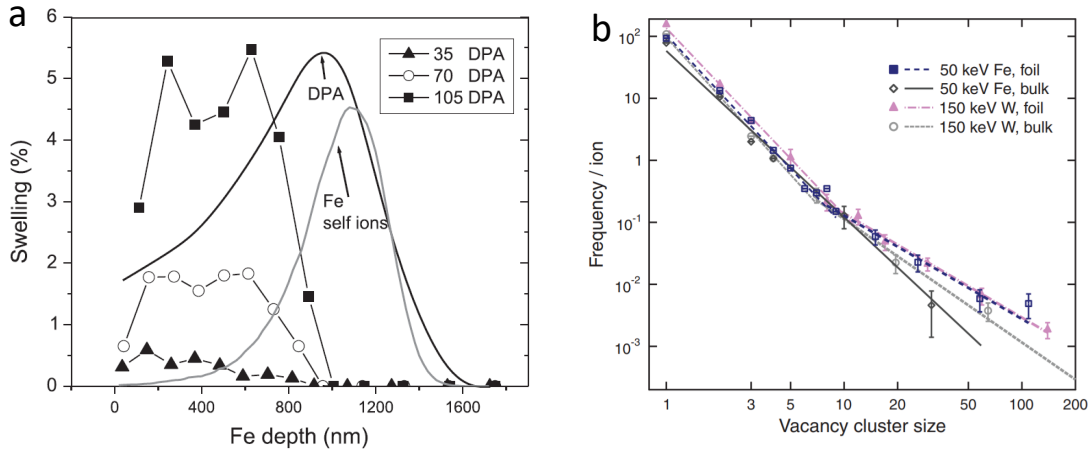 a
6
5
4
3
2
1
0
Swelling (%)
35 DPA
70 DPA
105 DPA
DPA
Fe
self ions
0 400 800 1200 1600
Fe depth (nm)
b
10²
10
1
10⁻¹
10⁻²
10⁻³
Frequency / ion
50 keV Fe, foil
50 keV Fe, bulk
150 keV W, foil
150 keV W, bulk
1 3 5 10 20 50 100 200
Vacancy cluster size